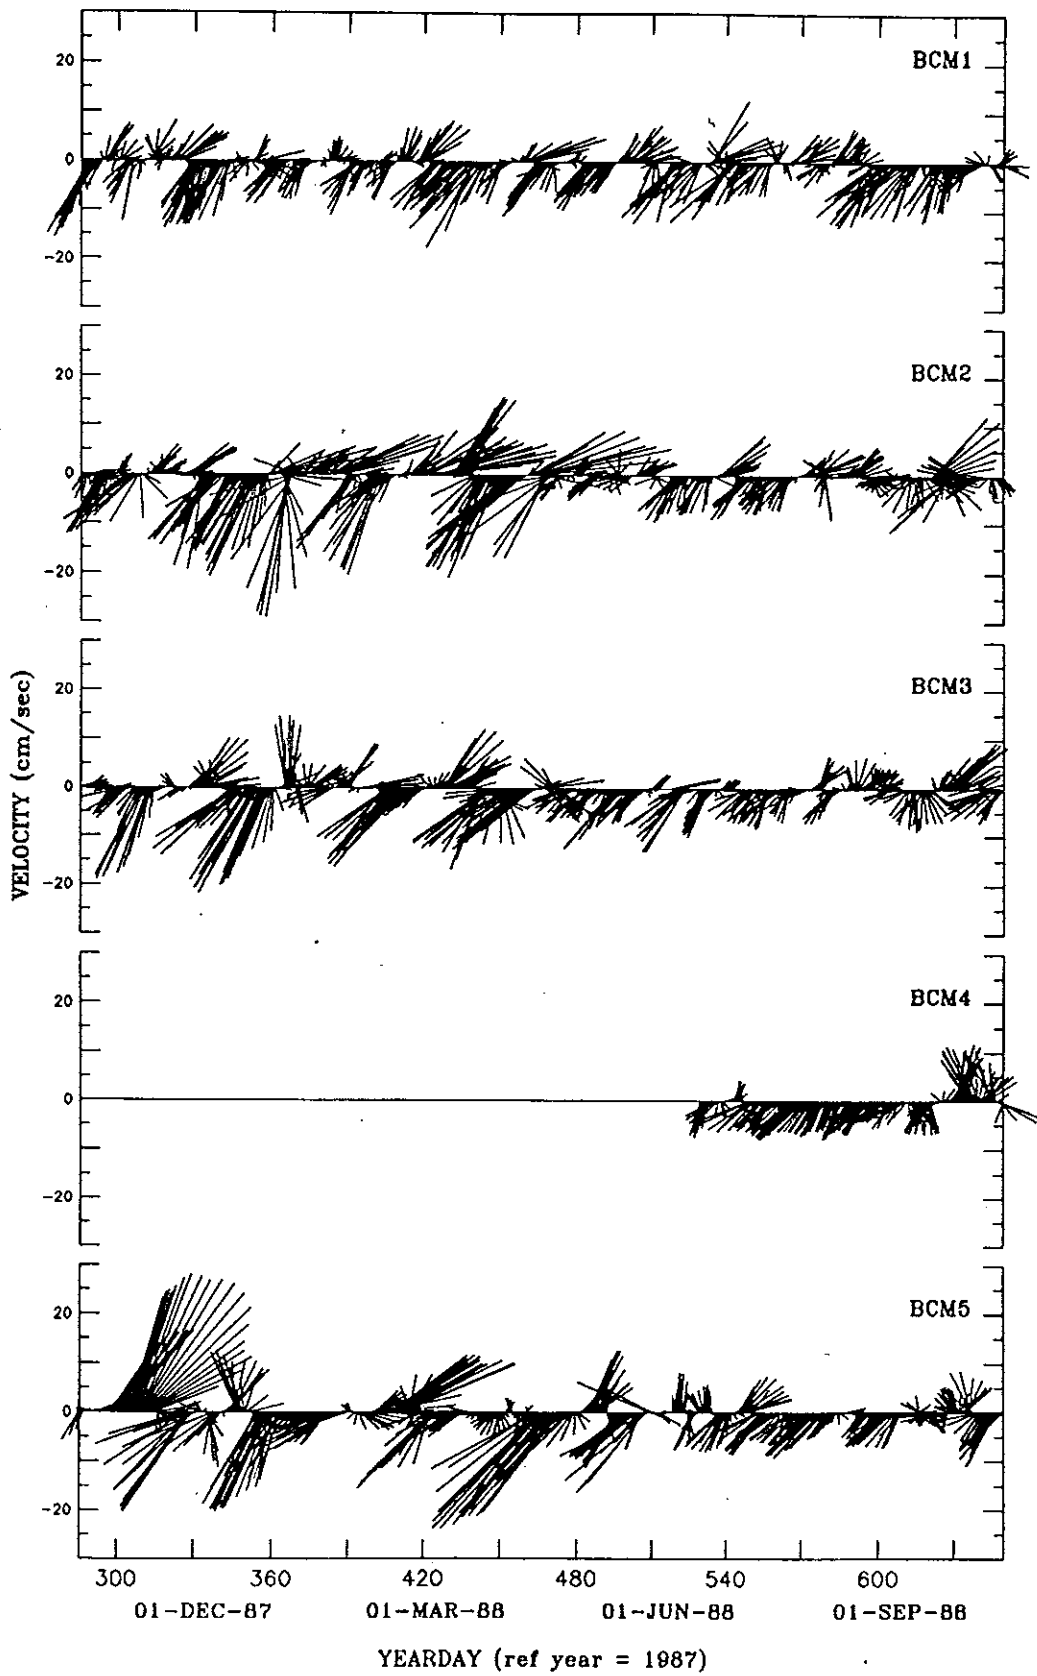 20
0
-20
BCM1
20
0
-20
BCM2
VELOCITY (cm/sec)
20
0
-20
BCM3
20
0
-20
BCM4
20
0
-20
BCM5
300 360 420 480 540 600
01-DEC-87 01-MAR-88 01-JUN-88 01-SEP-88
YEARDAY (ref year = 1987)